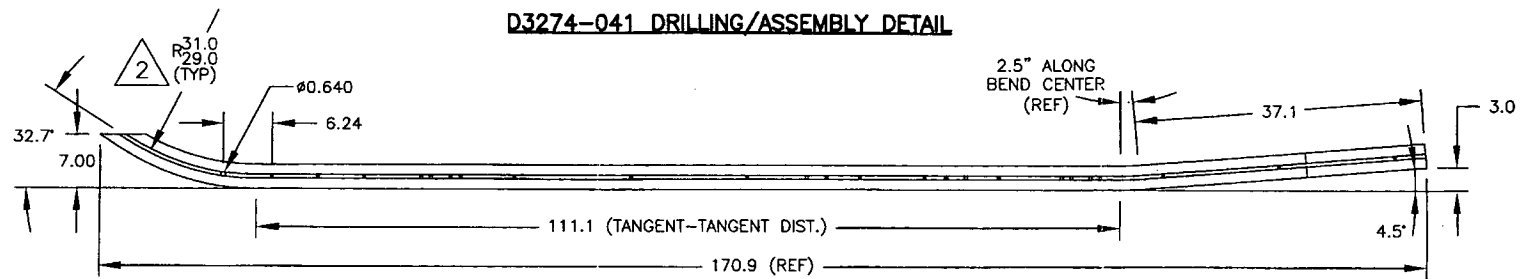 D3274-041 DRILLING/ASSEMBLY DETAIL
2
R31.0
29.0
(TYP)
ø0.640
2.5" ALONG
BEND CENTER
(REF)
37.1
3.0
32.7°
7.00
6.24
111.1 (TANGENT-TANGENT DIST.)
4.5°
170.9 (REF)